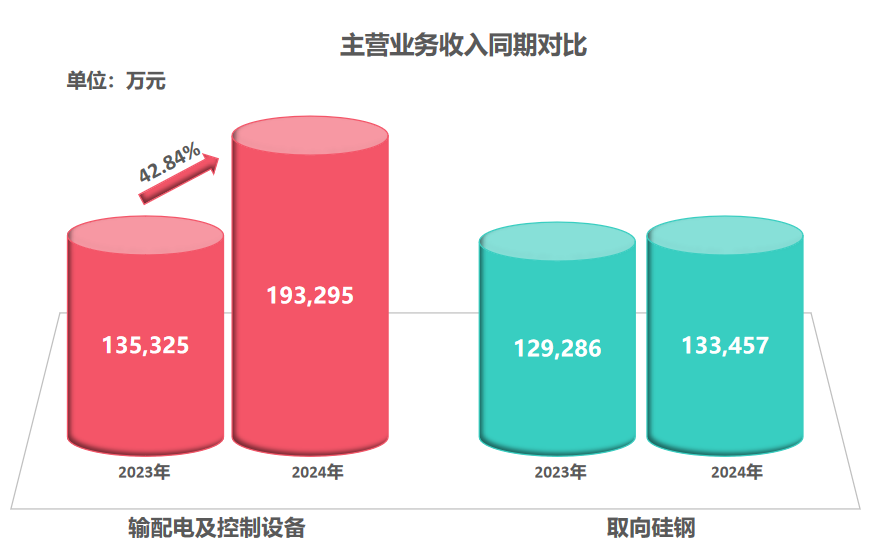 主营业务收入同期对比
单位：万元
42.84%
135,325
193,295
129,286
133,457
2023年
2024年
2023年
2024年
输配电及控制设备
取向硅钢